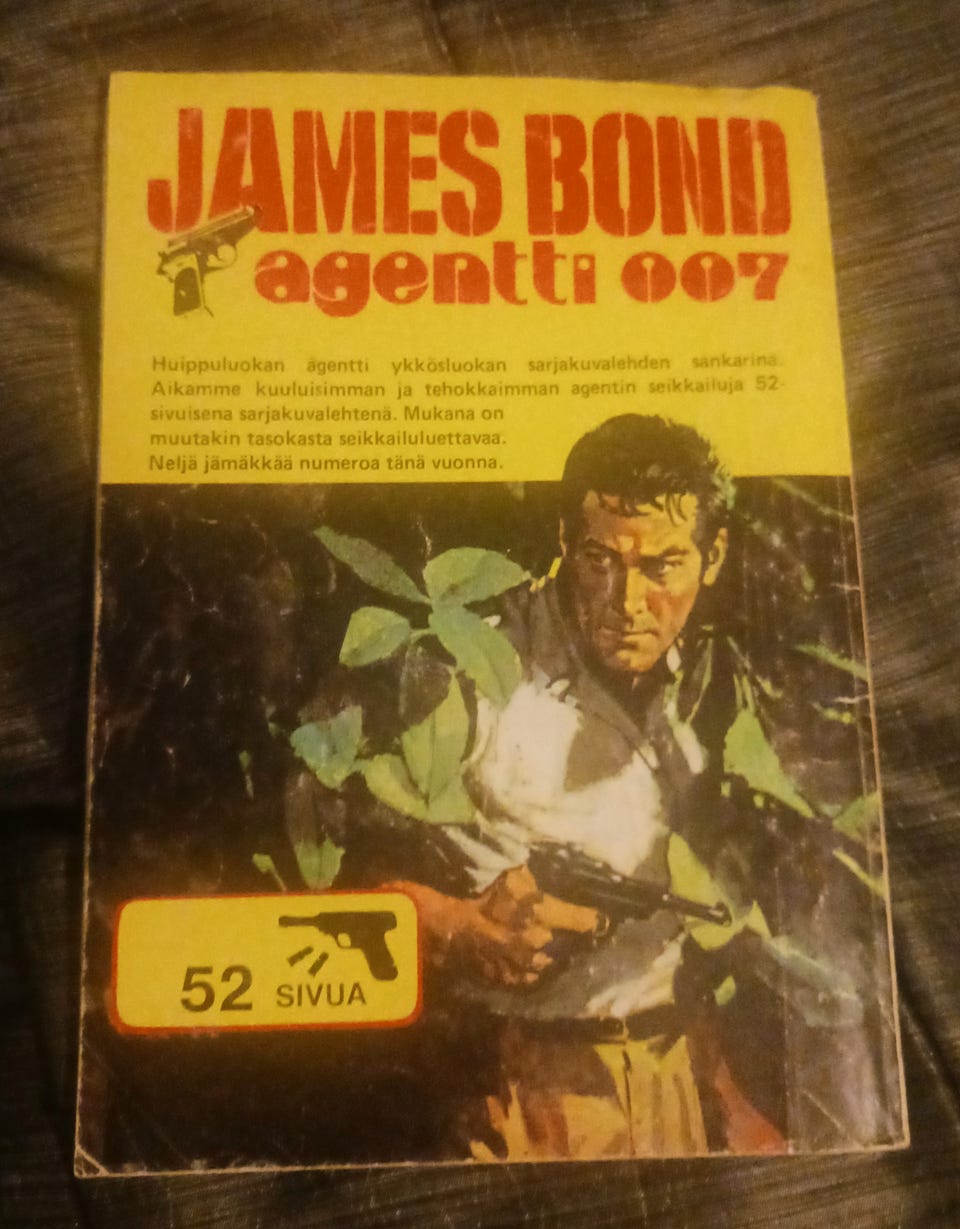 JAMES BOND
agentti 007
Huippuluokan agentti ykkösluokan sarjakuvalehden sankarina.
Aikamme kuuluisimman ja tehokkaimman agentin seikkailuja 52-
sivuisena sarjakuvalehtenä. Mukana on
muutakin tasokasta seikkailuluettavaa.
Neljä jämäkkää numeroa tänä vuonna.
52 SIVUA